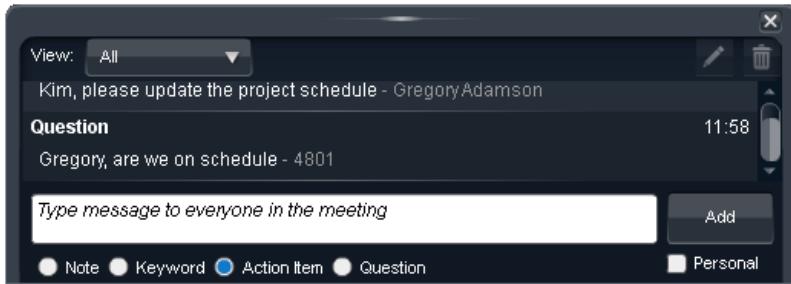 View: All
Kim, please update the project schedule - Gregory Adamson
Question 11:58
Gregory, are we on schedule - 4801
Type message to everyone in the meeting
Add
Note Keyword Action Item Question Personal